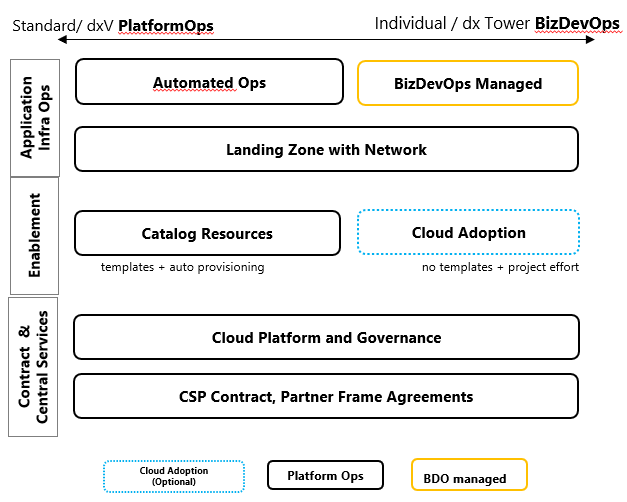 Standard/ dxV PlatformOps
Individual / dx Tower BizDevOps
Application
Infra Ops
Automated Ops
BizDevOps Managed
Landing Zone with Network
Enablement
Catalog Resources
Cloud Adoption
templates + auto provisioning
no templates + project effort
Contract &
Central Services
Cloud Platform and Governance
CSP Contract, Partner Frame Agreements
Cloud Adoption
(Optional)
Platform Ops
BDO managed